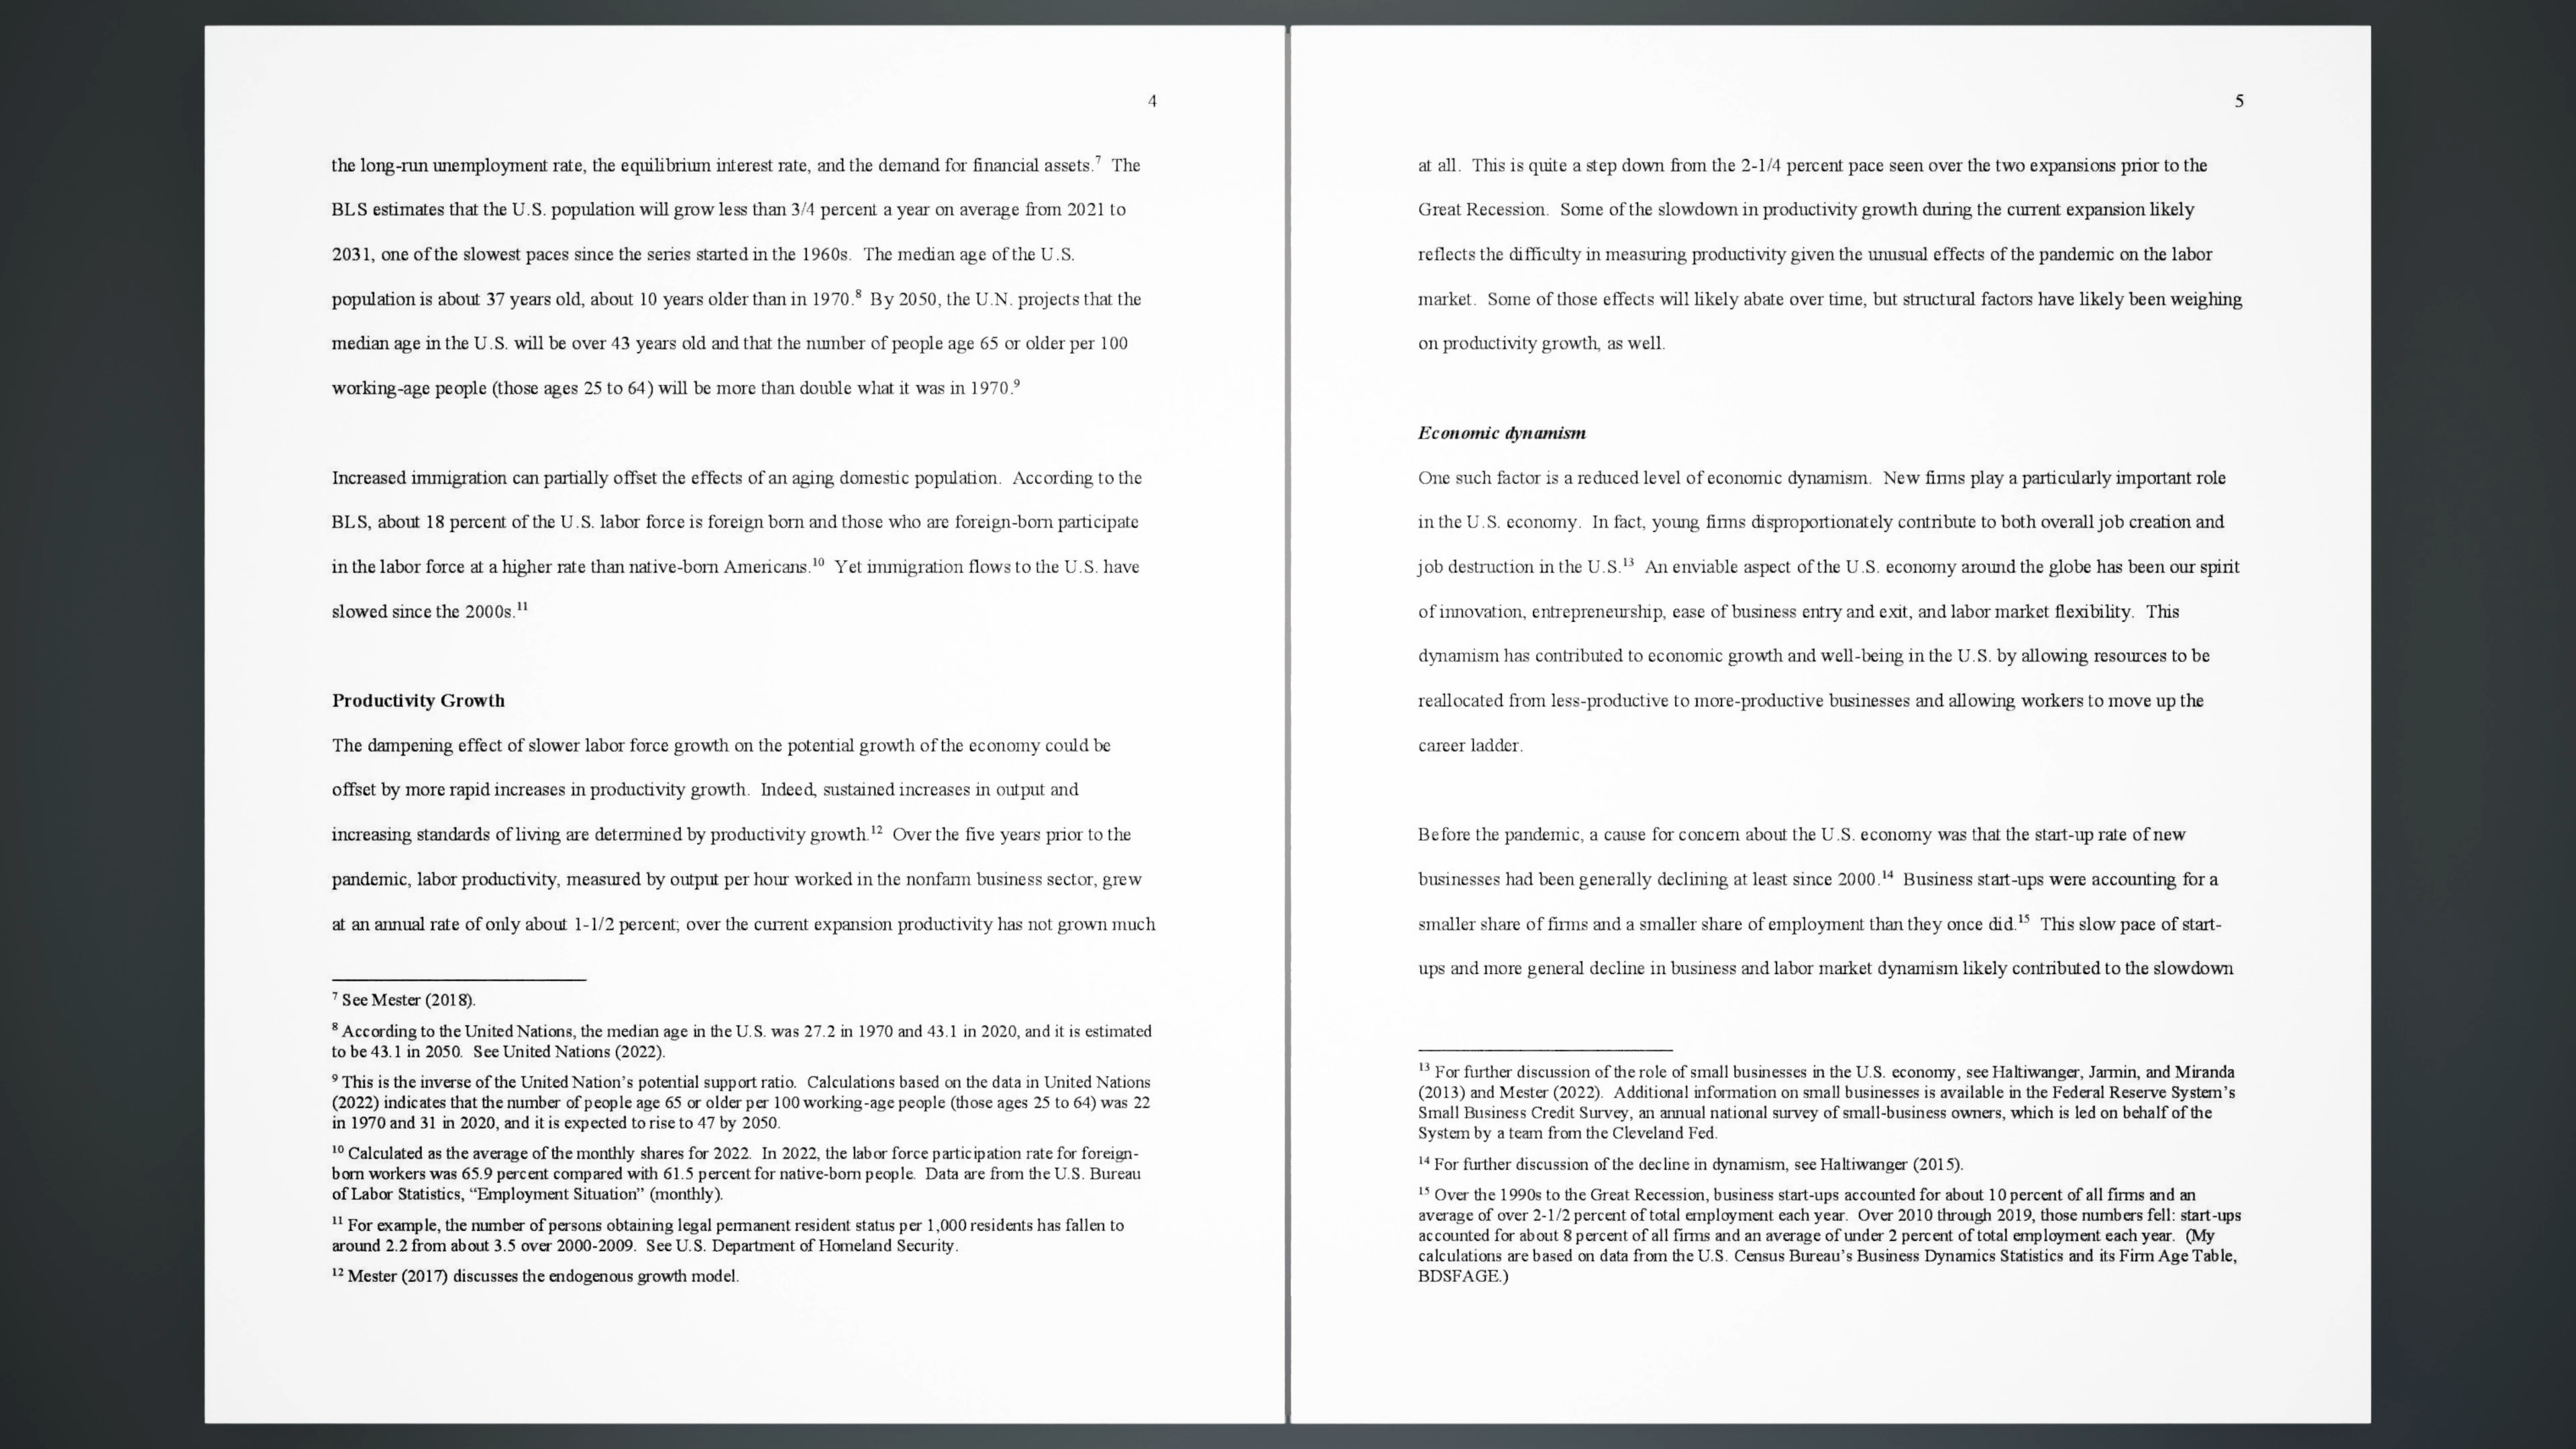 4
the long-run unemployment rate, the equilibrium interest rate, and the demand for financial assets.⁷ The
BLS estimates that the U.S. population will grow less than 3/4 percent a year on average from 2021 to
2031, one of the slowest paces since the series started in the 1960s. The median age of the U.S.
population is about 37 years old, about 10 years older than in 1970.⁸ By 2050, the U.N. projects that the
median age in the U.S. will be over 43 years old and that the number of people age 65 or older per 100
working-age people (those ages 25 to 64) will be more than double what it was in 1970.⁹
Increased immigration can partially offset the effects of an aging domestic population. According to the
BLS, about 18 percent of the U.S. labor force is foreign born and those who are foreign-born participate
in the labor force at a higher rate than native-born Americans.¹⁰ Yet immigration flows to the U.S. have
slowed since the 2000s.¹¹
Productivity Growth
The dampening effect of slower labor force growth on the potential growth of the economy could be
offset by more rapid increases in productivity growth. Indeed, sustained increases in output and
increasing standards of living are determined by productivity growth.¹² Over the five years prior to the
pandemic, labor productivity, measured by output per hour worked in the nonfarm business sector, grew
at an annual rate of only about 1-1/2 percent; over the current expansion productivity has not grown much
⁷ See Mester (2018).
⁸ According to the United Nations, the median age in the U.S. was 27.2 in 1970 and 43.1 in 2020, and it is estimated
to be 43.1 in 2050. See United Nations (2022).
⁹ This is the inverse of the United Nation's potential support ratio. Calculations based on the data in United Nations
(2022) indicates that the number of people age 65 or older per 100 working-age people (those ages 25 to 64) was 22
in 1970 and 31 in 2020, and it is expected to rise to 47 by 2050.
¹⁰ Calculated as the average of the monthly shares for 2022. In 2022, the labor force participation rate for foreign-
born workers was 65.9 percent compared with 61.5 percent for native-born people. Data are from the U.S. Bureau
of Labor Statistics, “Employment Situation” (monthly).
¹¹ For example, the number of persons obtaining legal permanent resident status per 1,000 residents has fallen to
around 2.2 from about 3.5 over 2000-2009. See U.S. Department of Homeland Security.
¹² Mester (2017) discusses the endogenous growth model.
5
at all. This is quite a step down from the 2-1/4 percent pace seen over the two expansions prior to the
Great Recession. Some of the slowdown in productivity growth during the current expansion likely
reflects the difficulty in measuring productivity given the unusual effects of the pandemic on the labor
market. Some of those effects will likely abate over time, but structural factors have likely been weighing
on productivity growth, as well.
Economic dynamism
One such factor is a reduced level of economic dynamism. New firms play a particularly important role
in the U.S. economy. In fact, young firms disproportionately contribute to both overall job creation and
job destruction in the U.S.¹³ An enviable aspect of the U.S. economy around the globe has been our spirit
of innovation, entrepreneurship, ease of business entry and exit, and labor market flexibility. This
dynamism has contributed to economic growth and well-being in the U.S. by allowing resources to be
reallocated from less-productive to more-productive businesses and allowing workers to move up the
career ladder.
Before the pandemic, a cause for concern about the U.S. economy was that the start-up rate of new
businesses had been generally declining at least since 2000.¹⁴ Business start-ups were accounting for a
smaller share of firms and a smaller share of employment than they once did.¹⁵ This slow pace of start-
ups and more general decline in business and labor market dynamism likely contributed to the slowdown
¹³ For further discussion of the role of small businesses in the U.S. economy, see Haltiwanger, Jarmin, and Miranda
(2013) and Mester (2022). Additional information on small businesses is available in the Federal Reserve System's
Small Business Credit Survey, an annual national survey of small-business owners, which is led on behalf of the
System by a team from the Cleveland Fed.
¹⁴ For further discussion of the decline in dynamism, see Haltiwanger (2015).
¹⁵ Over the 1990s to the Great Recession, business start-ups accounted for about 10 percent of all firms and an
average of over 2-1/2 percent of total employment each year. Over 2010 through 2019, those numbers fell: start-ups
accounted for about 8 percent of all firms and an average of under 2 percent of total employment each year. (My
calculations are based on data from the U.S. Census Bureau's Business Dynamics Statistics and its Firm Age Table,
BDSFAGE.)